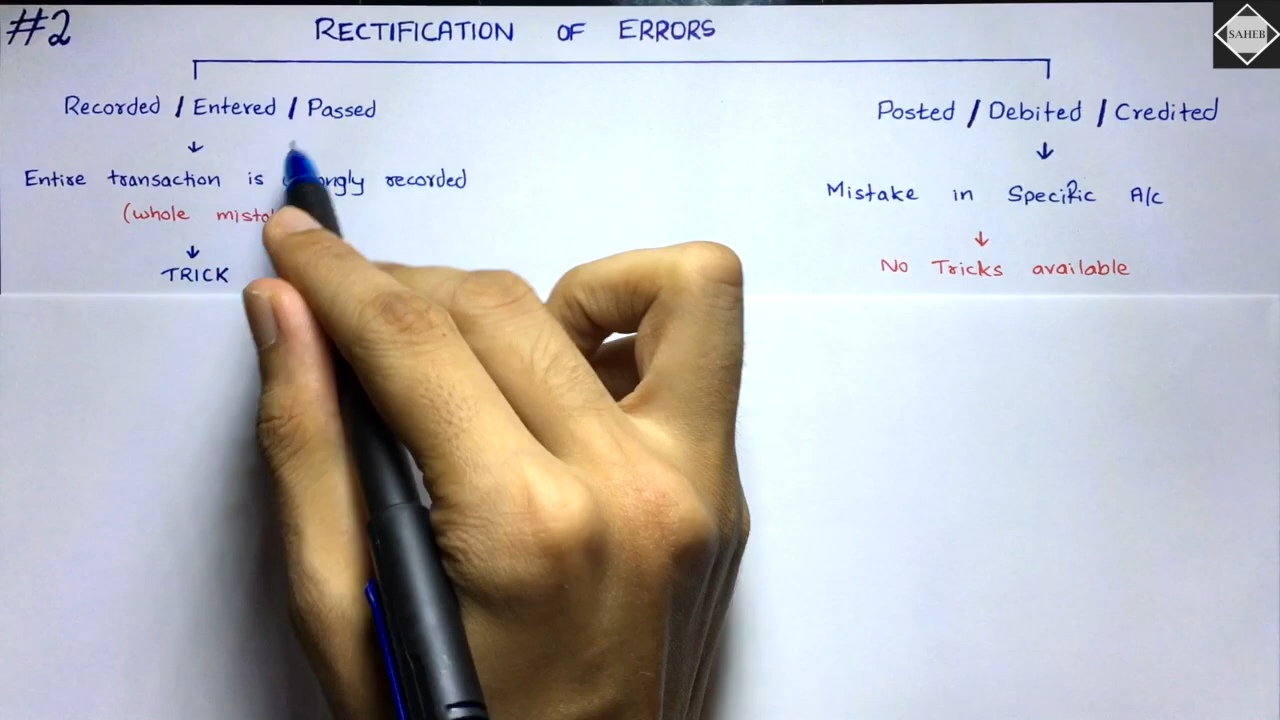 #2
RECTIFICATION OF ERRORS
SAHEB
Recorded / Entered / Passed
Entire transaction is recorded
(whole
TRICK
Posted / Debited / Credited
Mistake in Specific A/c
No Tricks available